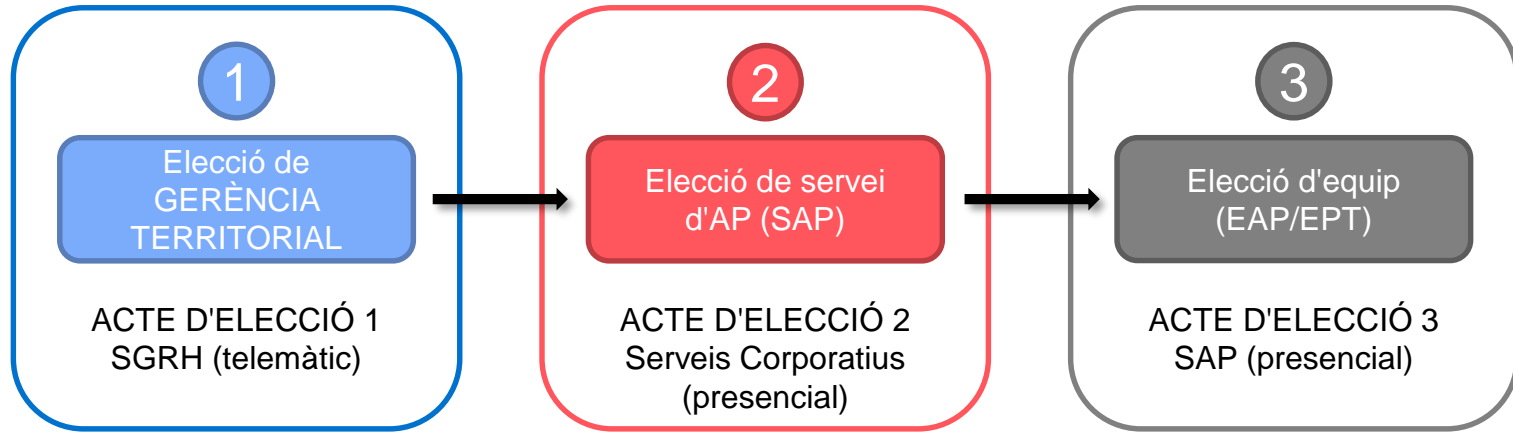 1
Elecció de
GERÈNCIA
TERRITORIAL
ACTE D'ELECCIÓ 1
SGRH (telemàtic)
2
Elecció de servei
d'AP (SAP)
ACTE D'ELECCIÓ 2
Serveis Corporatius
(presencial)
3
Elecció d'equip
(EAP/EPT)
ACTE D'ELECCIÓ 3
SAP (presencial)